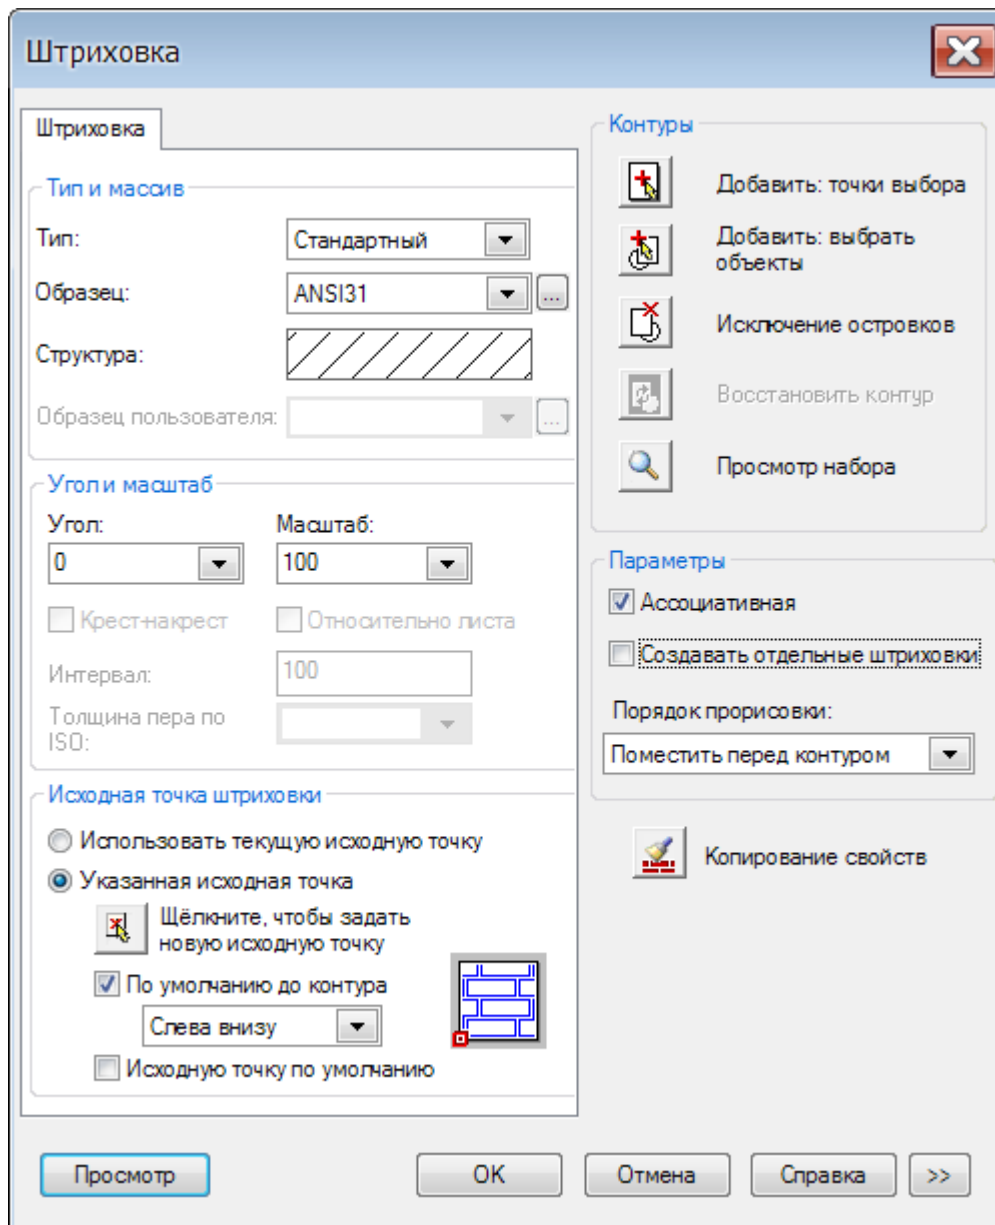 Штриховка
Штриховка
Тип и массив
Тип:
Стандартный
Образец:
ANSI31
...
Структура:
Образец пользователя:
...
Угол и масштаб
Угол:
Масштаб:
0
100
Крест-накрест
Относительно листа
Интервал:
100
Толщина пера по
ISO:
Исходная точка штриховки
Использовать текущую исходную точку
Указанная исходная точка
Щёлкните, чтобы задать
новую исходную точку
По умолчанию до контура
Слева внизу
Исходную точку по умолчанию
Контуры
Добавить: точки выбора
Добавить: выбрать
объекты
Исключение островков
Восстановить контур
Просмотр набора
Параметры
Ассоциативная
Создавать отдельные штриховки
Порядок прорисовки:
Поместить перед контуром
Копирование свойств
Просмотр
OK
Отмена
Справка
>>